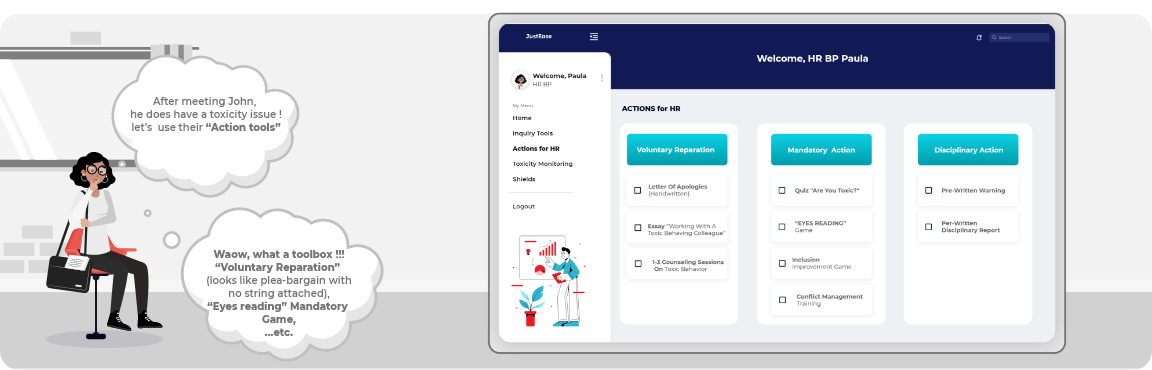 After meeting John,
he does have a toxicity issue !
let's use their “Action tools”
Waow, what a toolbox !!!
“Voluntary Reparation”
(looks like plea-bargain with
no string attached),
“Eyes reading” Mandatory
Game,
...etc.
JustEase
Search
Welcome, HR BP Paula
Welcome, Paula
HR BP
My Menu
Home
Inquiry Tools
Actions for HR
Toxicity Monitoring
Shields
Logout
ACTIONS for HR
Voluntary Reparation
Letter Of Apologies
(Handwritten)
Essay “Working With A
Toxic Behaving Colleague”
1-3 Counseling Sessions
On Toxic Behavior
Mandatory Action
Quiz “Are You Toxic?”
“EYES READING”
Game
Inclusion
Improvement Game
Conflict Management
Training
Disciplinary Action
Pre-Written Warning
Per-Written
Disciplinary Report